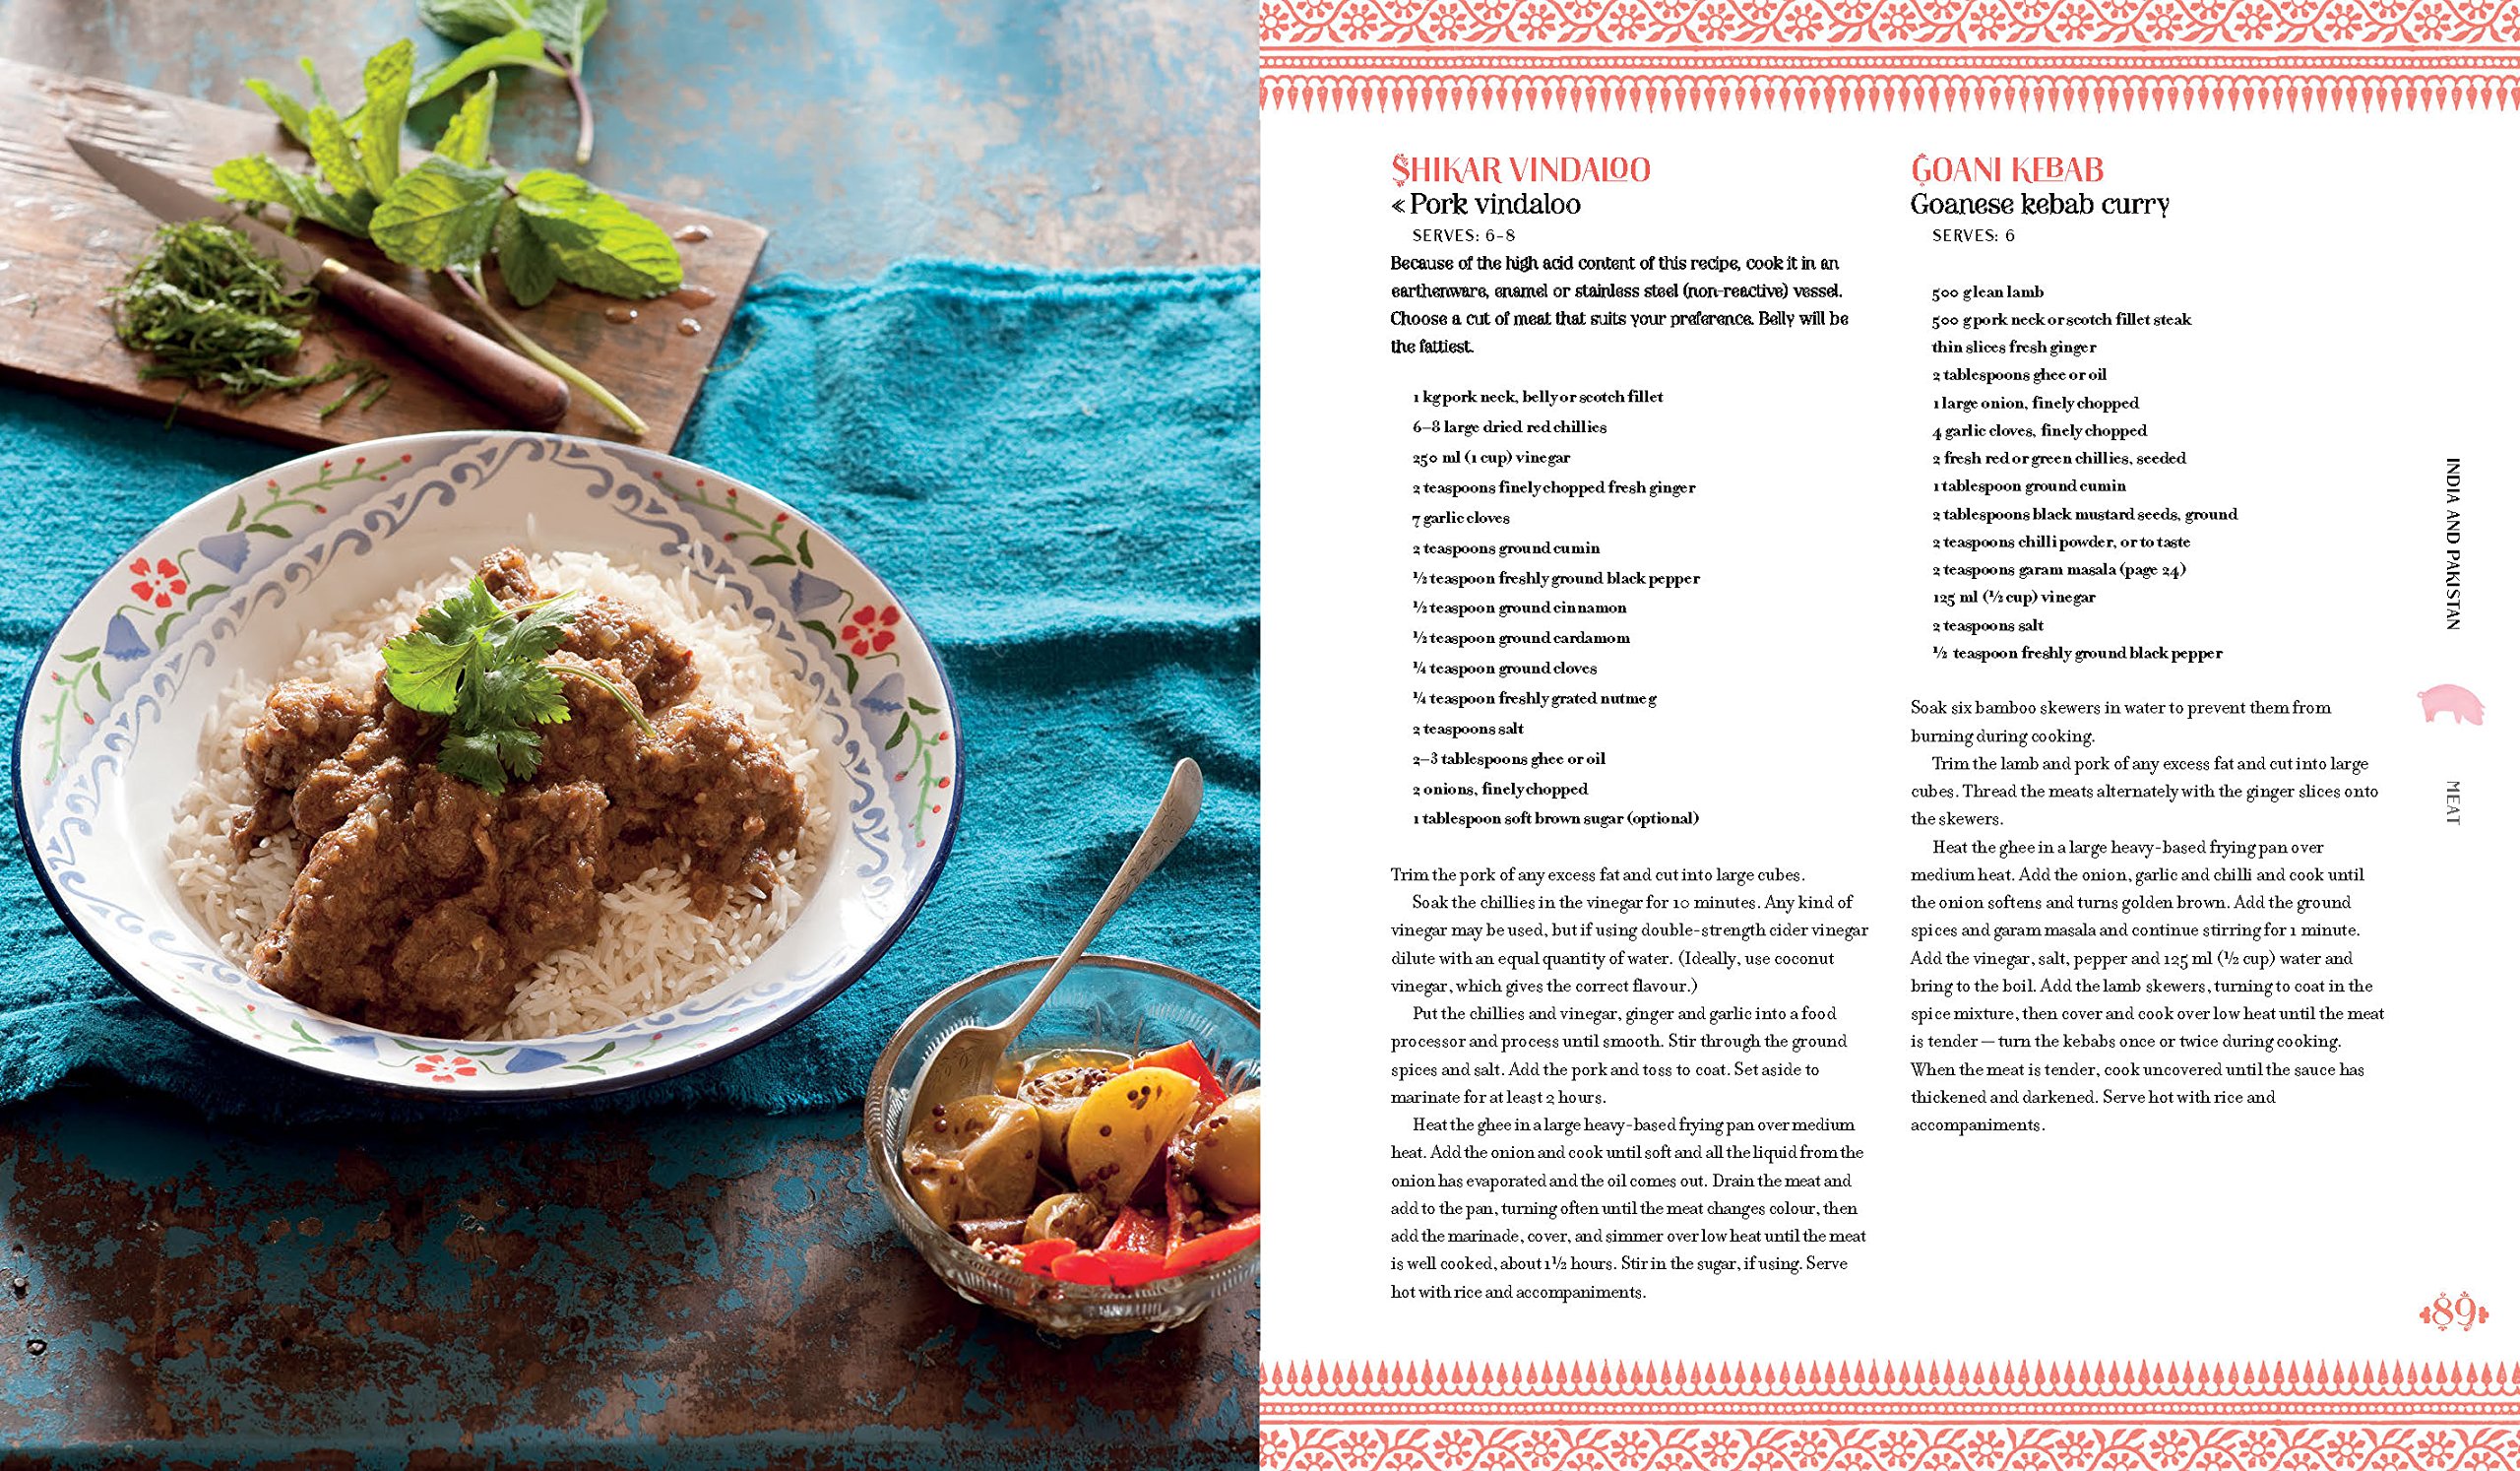 SHIKAR VINDALOO
« Pork vindaloo
SERVES: 6–8
Because of the high acid content of this recipe, cook it in an
earthenware, enamel or stainless steel (non-reactive) vessel.
Choose a cut of meat that suits your preference. Belly will be
the fattiest.
1 kg pork neck, belly or scotch fillet
6–8 large dried red chillies
250 ml (1 cup) vinegar
2 teaspoons finely chopped fresh ginger
7 garlic cloves
2 teaspoons ground cumin
½ teaspoon freshly ground black pepper
½ teaspoon ground cinnamon
½ teaspoon ground cardamom
¼ teaspoon ground cloves
¼ teaspoon freshly grated nutmeg
2 teaspoons salt
2–3 tablespoons ghee or oil
2 onions, finely chopped
1 tablespoon soft brown sugar (optional)
Trim the pork of any excess fat and cut into large cubes.
Soak the chillies in the vinegar for 10 minutes. Any kind of
vinegar may be used, but if using double-strength cider vinegar
dilute with an equal quantity of water. (Ideally, use coconut
vinegar, which gives the correct flavour.)
Put the chillies and vinegar, ginger and garlic into a food
processor and process until smooth. Stir through the ground
spices and salt. Add the pork and toss to coat. Set aside to
marinate for at least 2 hours.
Heat the ghee in a large heavy-based frying pan over medium
heat. Add the onion and cook until soft and all the liquid from the
onion has evaporated and the oil comes out. Drain the meat and
add to the pan, turning often until the meat changes colour, then
add the marinade, cover, and simmer over low heat until the meat
is well cooked, about 1½ hours. Stir in the sugar, if using. Serve
hot with rice and accompaniments.
GOANI KEBAB
Goanese kebab curry
SERVES: 6
500 g lean lamb
500 g pork neck or scotch fillet steak
thin slices fresh ginger
2 tablespoons ghee or oil
1 large onion, finely chopped
4 garlic cloves, finely chopped
2 fresh red or green chillies, seeded
1 tablespoon ground cumin
2 tablespoons black mustard seeds, ground
2 teaspoons chilli powder, or to taste
2 teaspoons garam masala (page 24)
125 ml (½ cup) vinegar
2 teaspoons salt
½ teaspoon freshly ground black pepper
Soak six bamboo skewers in water to prevent them from
burning during cooking.
Trim the lamb and pork of any excess fat and cut into large
cubes. Thread the meats alternately with the ginger slices onto
the skewers.
Heat the ghee in a large heavy-based frying pan over
medium heat. Add the onion, garlic and chilli and cook until
the onion softens and turns golden brown. Add the ground
spices and garam masala and continue stirring for 1 minute.
Add the vinegar, salt, pepper and 125 ml (½ cup) water and
bring to the boil. Add the lamb skewers, turning to coat in the
spice mixture, then cover and cook over low heat until the meat
is tender — turn the kebabs once or twice during cooking.
When the meat is tender, cook uncovered until the sauce has
thickened and darkened. Serve hot with rice and
accompaniments.
INDIA AND PAKISTAN
MEAT
89